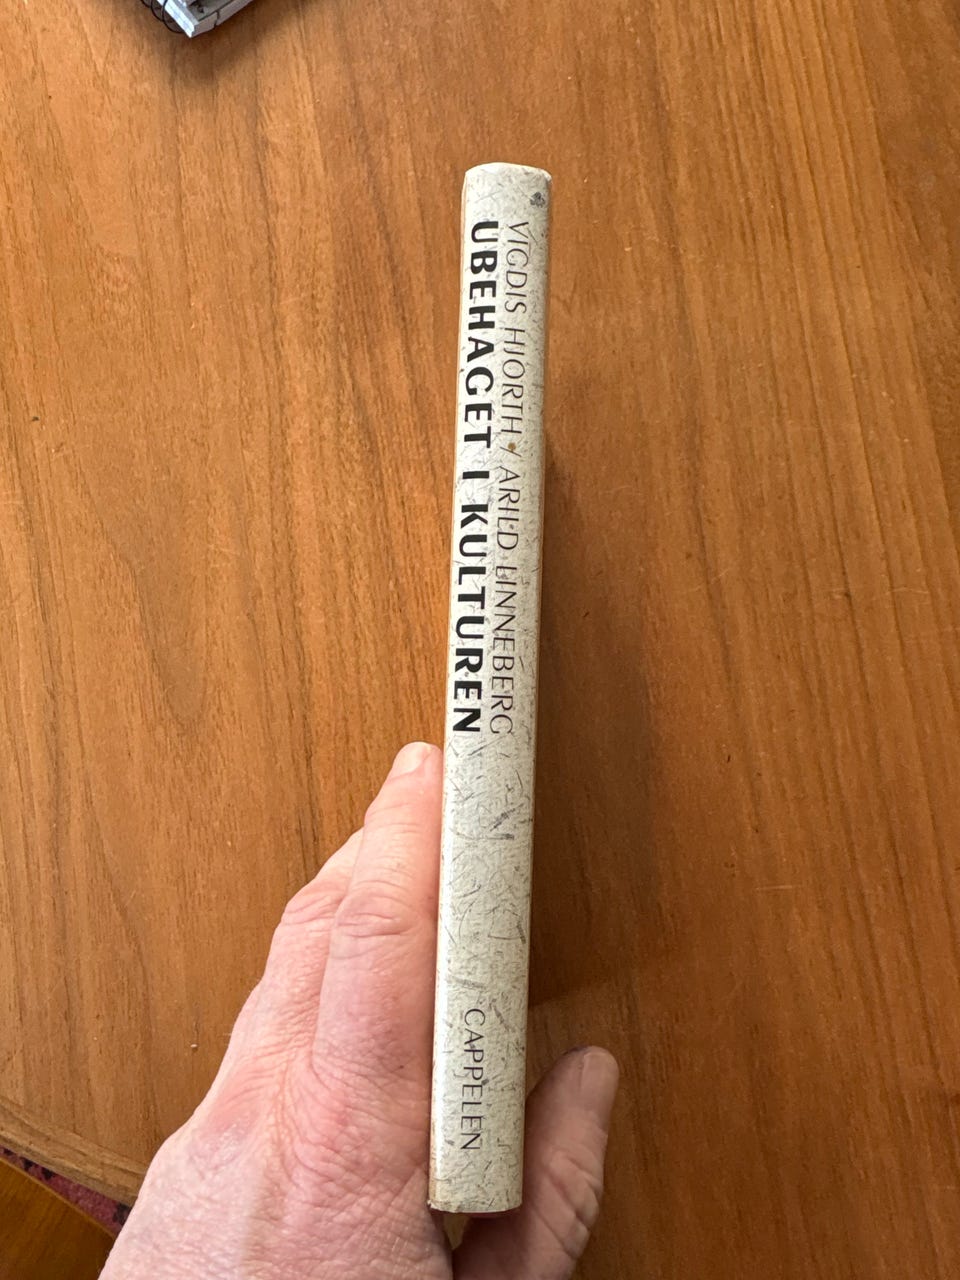 VIGDIS HJORTH / ARILD LINNEBERG
UBEHAGET I KULTUREN
CAPPELEN